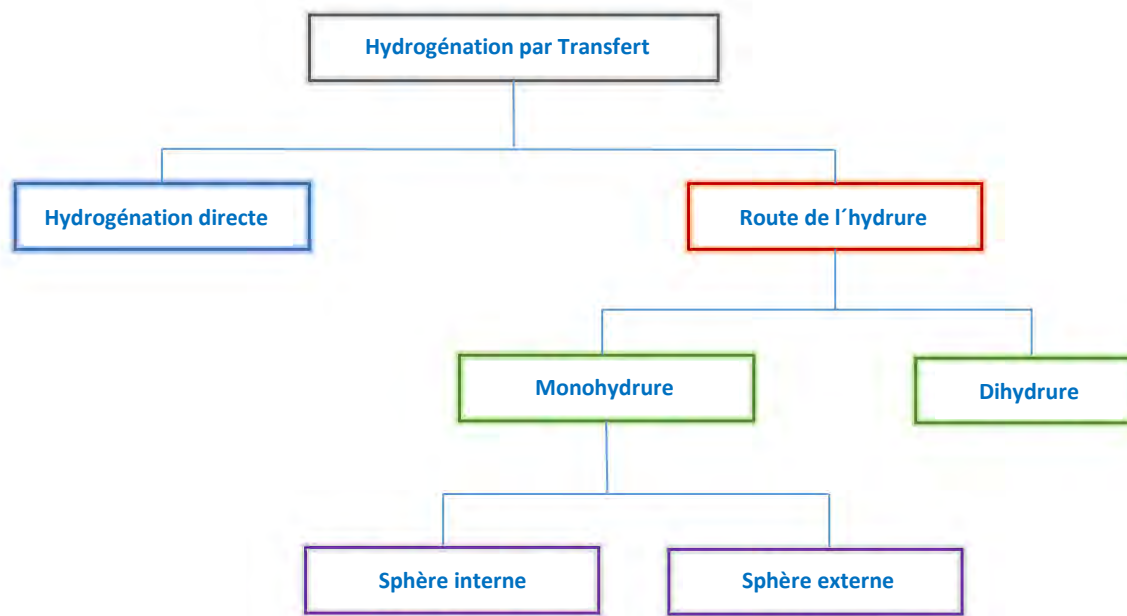 Hydrogénation par Transfert
Hydrogénation directe
Route de l´hydrure
Monohydrure
Dihydrure
Sphère interne
Sphère externe